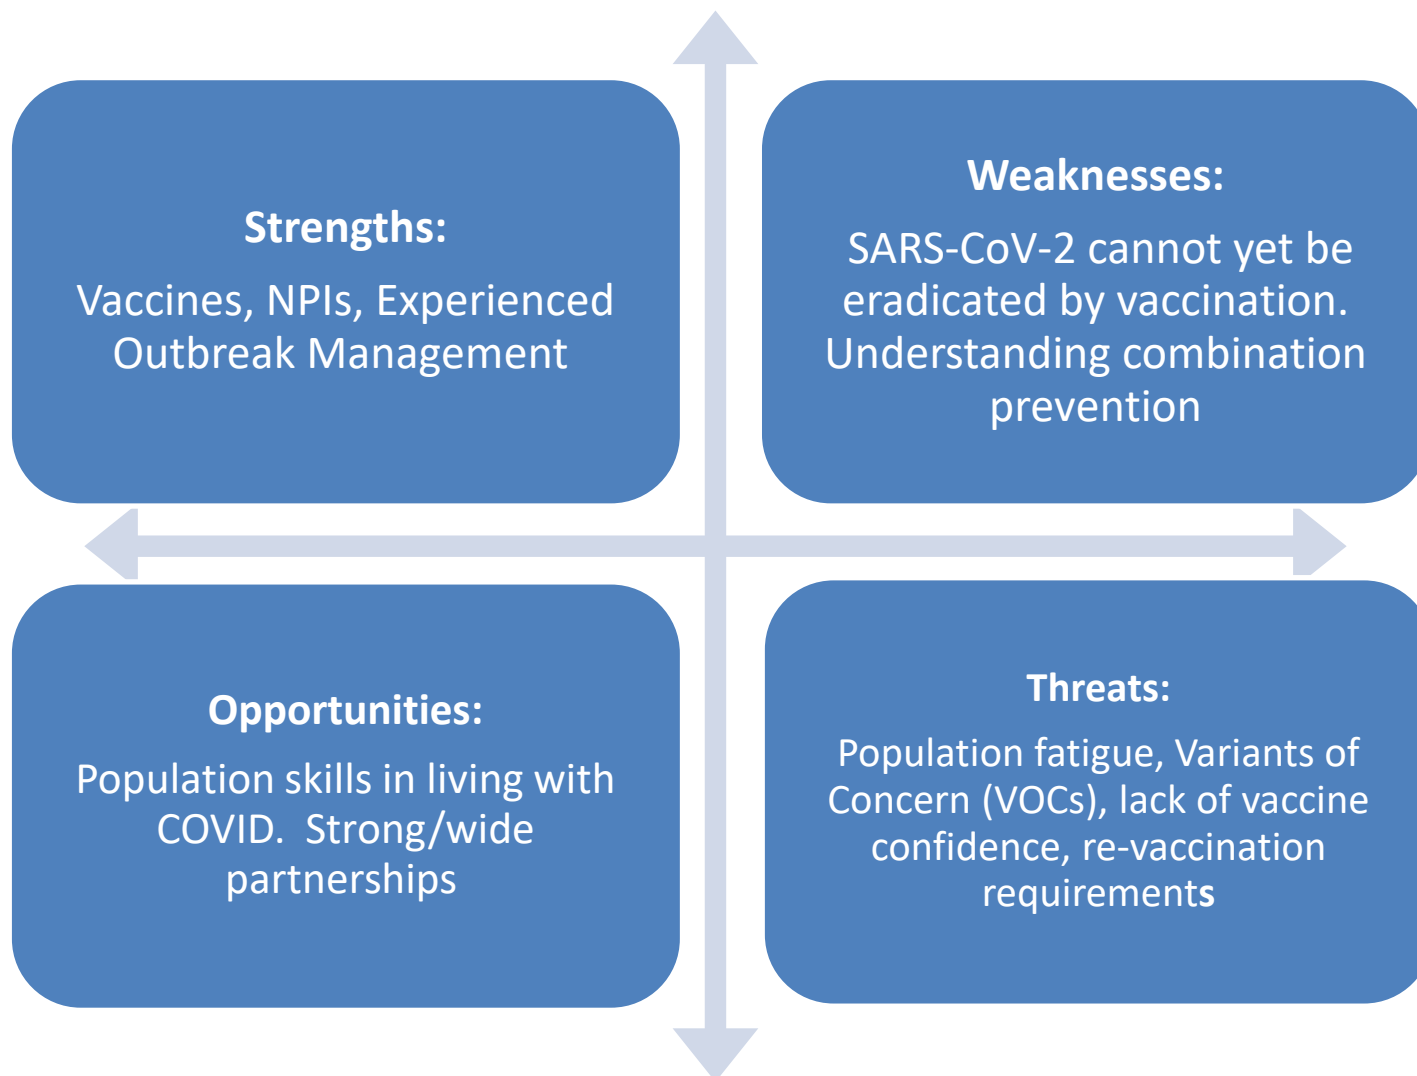 Strengths:
Vaccines, NPIs, Experienced
Outbreak Management
Weaknesses:
SARS-CoV-2 cannot yet be
eradicated by vaccination.
Understanding combination
prevention
Opportunities:
Population skills in living with
COVID.  Strong/wide
partnerships
Threats:
Population fatigue, Variants of
Concern (VOCs), lack of vaccine
confidence, re-vaccination
requirements